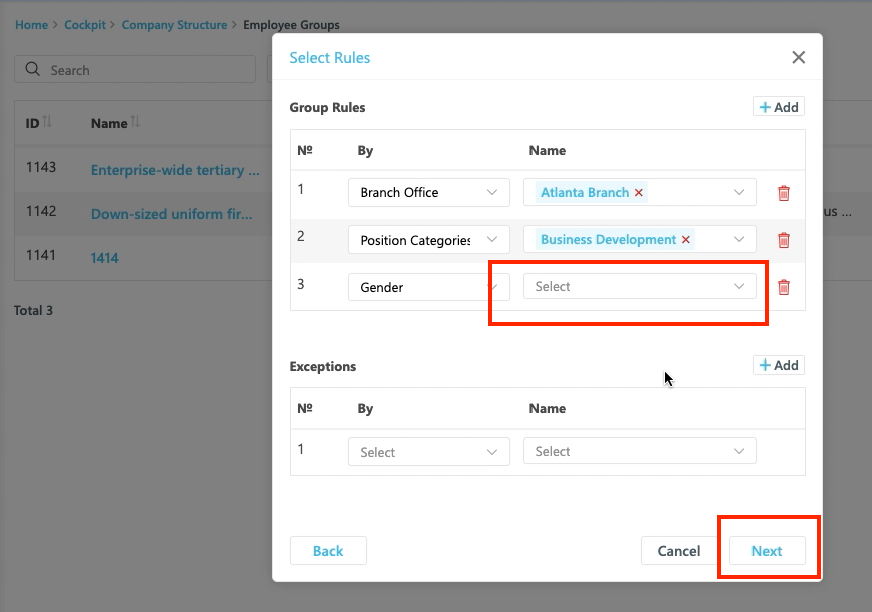 Home > Cockpit > Company Structure > Employee Groups
Search
ID Name
1143 Enterprise-wide tertiary ...
1142 Down-sized uniform fir...
us ...
1141 1414
Total 3
Select Rules
Group Rules
+ Add
№ By Name
1 Branch Office Atlanta Branch ×
2 Position Categories Business Development ×
3 Gender Select
Exceptions
+ Add
№ By Name
1 Select Select
Back Cancel Next